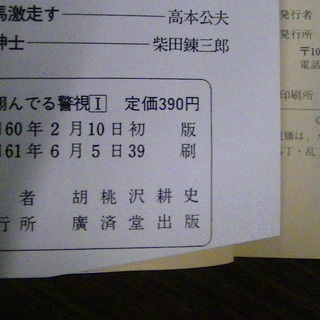 馬激走す——高本公夫
紳士——柴田錬三郎
翔んでる警視Ⅰ 定価390円
60年2月10日初版
61年6月5日39刷
者 胡桃沢耕史
行所 廣済堂出版
発行者
発行所
〒10
電話
印刷所